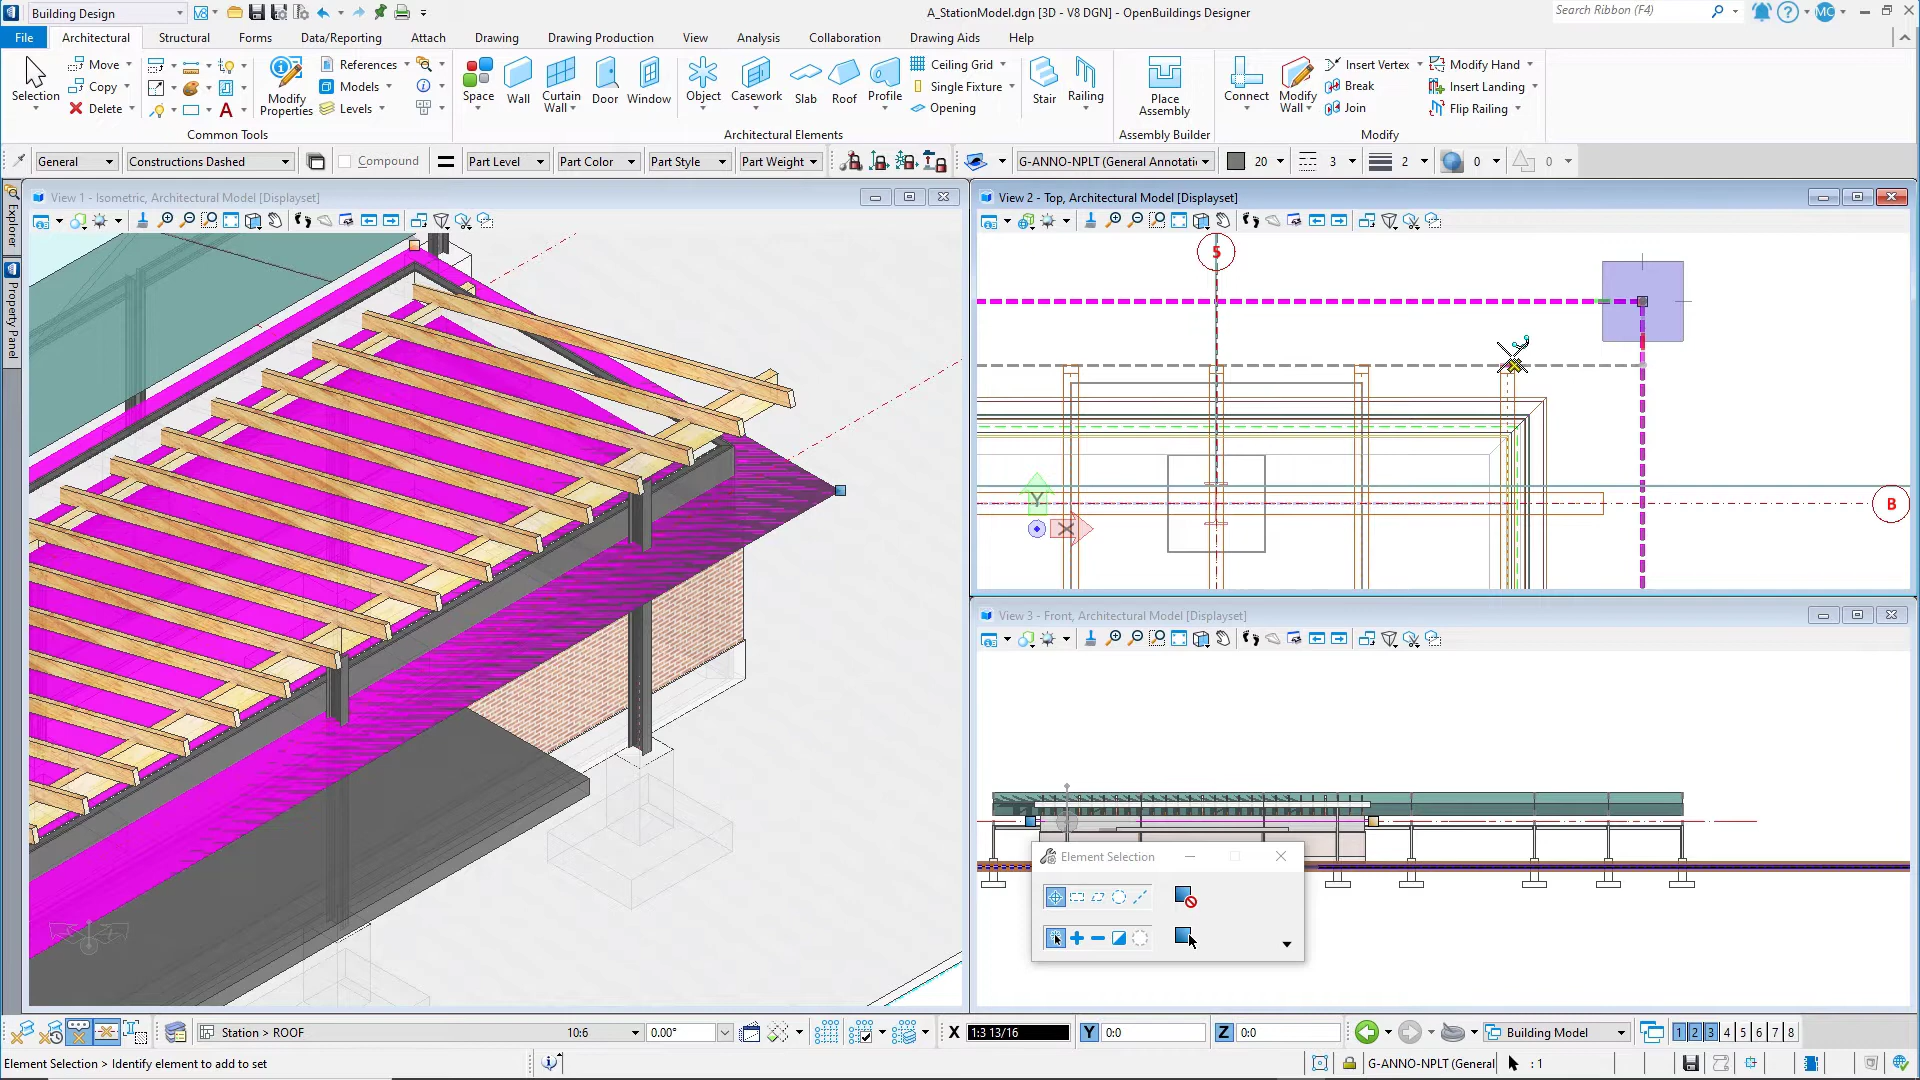 Building Design
A_StationModel.dgn [3D - V8 DGN] - OpenBuildings Designer
Search Ribbon (F4)
MC
File
Architectural
Structural
Forms
Data/Reporting
Attach
Drawing
Drawing Production
View
Analysis
Collaboration
Drawing Aids
Help
Selection
Move
Copy
Delete
Modify
Properties
References
Models
Levels
Common Tools
Space
Wall
Curtain
Wall
Door
Window
Object
Casework
Slab
Roof
Profile
Ceiling Grid
Single Fixture
Opening
Architectural Elements
Stair
Railing
Place
Assembly
Assembly Builder
Connect
Modify
Wall
Insert Vertex
Break
Join
Modify Hand
Insert Landing
Flip Railing
Modify
General
Constructions Dashed
Compound
Part Level
Part Color
Part Style
Part Weight
G-ANNO-NPLT (General Annotati
20
3
2
0
0
Explorer
Property Panel
View 1 - Isometric, Architectural Model [Displayset]
View 2 - Top, Architectural Model [Displayset]
5
B
Y
X
View 3 - Front, Architectural Model [Displayset]
Element Selection
Station > ROOF
10:6
0.00°
X
1:3 13/16
Y
0:0
Z
0:0
Building Model
1 2 3 4 5 6 7 8
Element Selection > Identify element to add to set
G-ANNO-NPLT (General
: 1